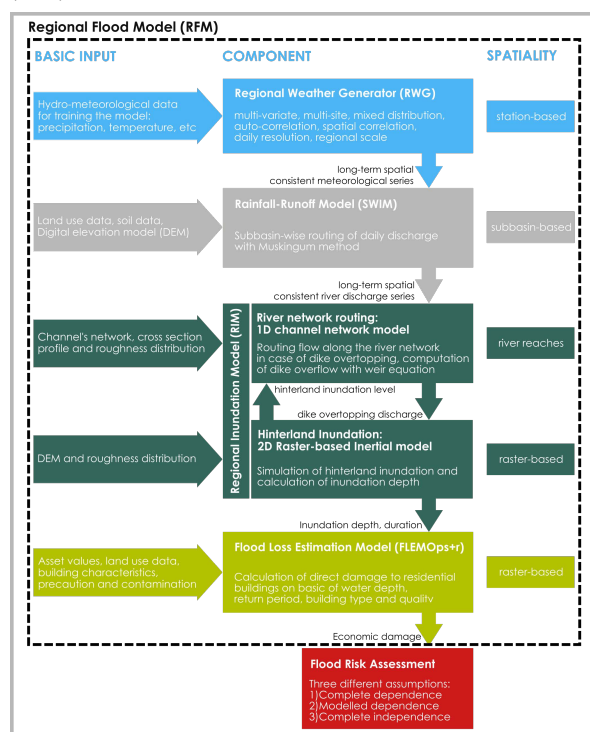 Regional Flood Model (RFM)
BASIC INPUT
COMPONENT
SPATIALITY
Hydro-meteorological data
for training the model:
precipitation, temperature, etc
Regional Weather Generator (RWG)
multi-variate, multi-site, mixed distribution,
auto-correlation, spatial correlation,
daily resolution, regional scale
station-based
long-term spatial
consistent meteorological series
Land use data, soil data,
Digital elevation model (DEM)
Rainfall-Runoff Model (SWIM)
Subbasin-wise routing of daily discharge
with Muskingum method
subbasin-based
long-term spatial
consistent river discharge series
Regional Inundation Model (RIM)
Channel's network, cross section
profile and roughness distribution
River network routing:
1D channel network model
Routing flow along the river network
in case of dike overtopping, computation
of dike overflow with weir equation
river reaches
hinterland inundation level
dike overtopping discharge
DEM and roughness distribution
Hinterland Inundation:
2D Raster-based Inertial model
Simulation of hinterland inundation and
calculation of inundation depth
raster-based
Inundation depth, duration
Asset values, land use data,
building characteristics,
precaution and contamination
Flood Loss Estimation Model (FLEMOps+r)
Calculation of direct damage to residential
buildings on basic of water depth,
return period, building type and quality
raster-based
Economic damage
Flood Risk Assessment
Three different assumptions:
1)Complete dependence
2)Modelled dependence
3)Complete independence